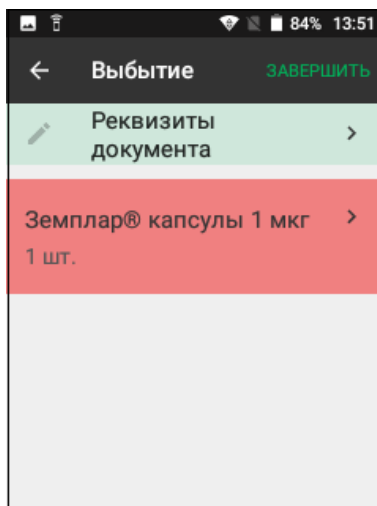 84% 13:51
Выбытие ЗАВЕРШИТЬ
Реквизиты
документа
Земплар® капсулы 1 мкг
1 шт.